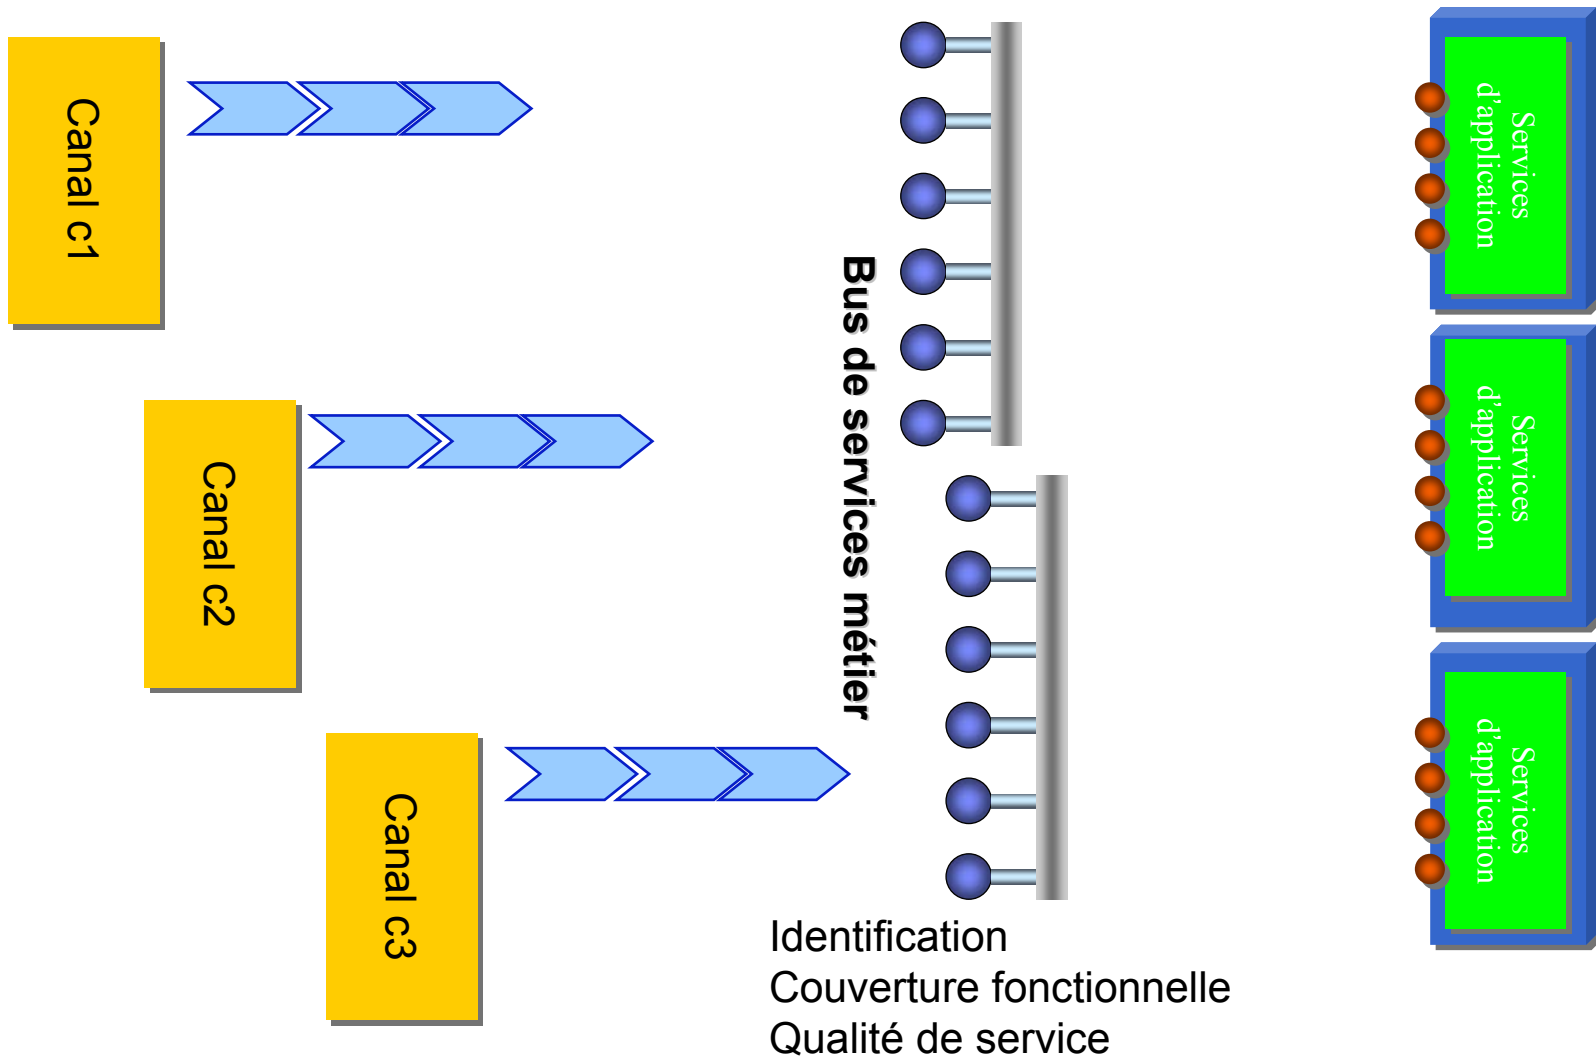 Canal c1
Canal c2
Canal c3
Bus de services métier
Services
d'application
Services
d'application
Services
d'application
Identification
Couverture fonctionnelle
Qualité de service